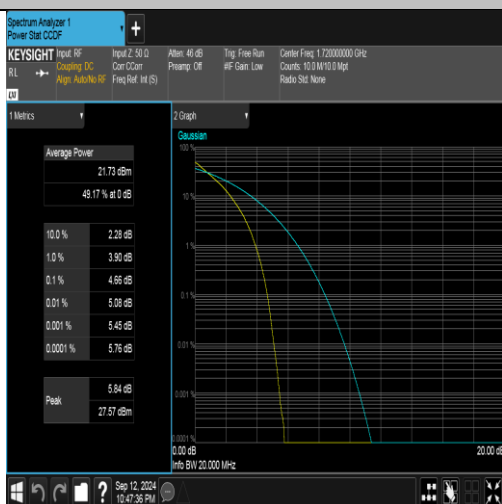 Spectrum Analyzer 1
Power Stat CCDF
+
KEYSIGHT
RL
LXI
Input: RF
Coupling: DC
Align: Auto/No RF
Input Z: 50 Ω
Corr CCorr
Freq Ref: Int (S)
Atten: 46 dB
Preamp: Off
Trig: Free Run
#IF Gain: Low
Center Freq: 1.720000000 GHz
Counts: 10.0 M/10.0 Mpt
Radio Std: None
1 Metrics
Average Power
21.73 dBm
49.17 % at 0 dB
10.0 % 2.28 dB
1.0 % 3.90 dB
0.1 % 4.66 dB
0.01 % 5.08 dB
0.001 % 5.45 dB
0.0001 % 5.76 dB
Peak
5.84 dB
27.57 dBm
2 Graph
Gaussian
100 %
10 %
1 %
0.1 %
0.01 %
0.001 %
0.0001 %
0.00 dB
20.00 dB
Info BW 20.000 MHz
?
Sep 12, 2024
10:47:36 PM